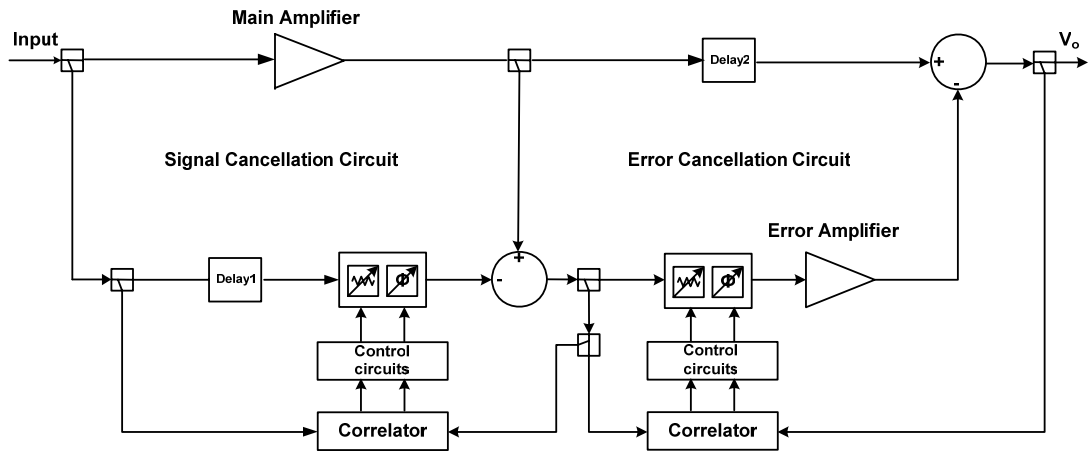 Main Amplifier
Input
Vo
Delay2
+
-
Signal Cancellation Circuit
Error Cancellation Circuit
Error Amplifier
+
-
Delay1
Φ
Φ
Control
circuits
Control
circuits
Correlator
Correlator